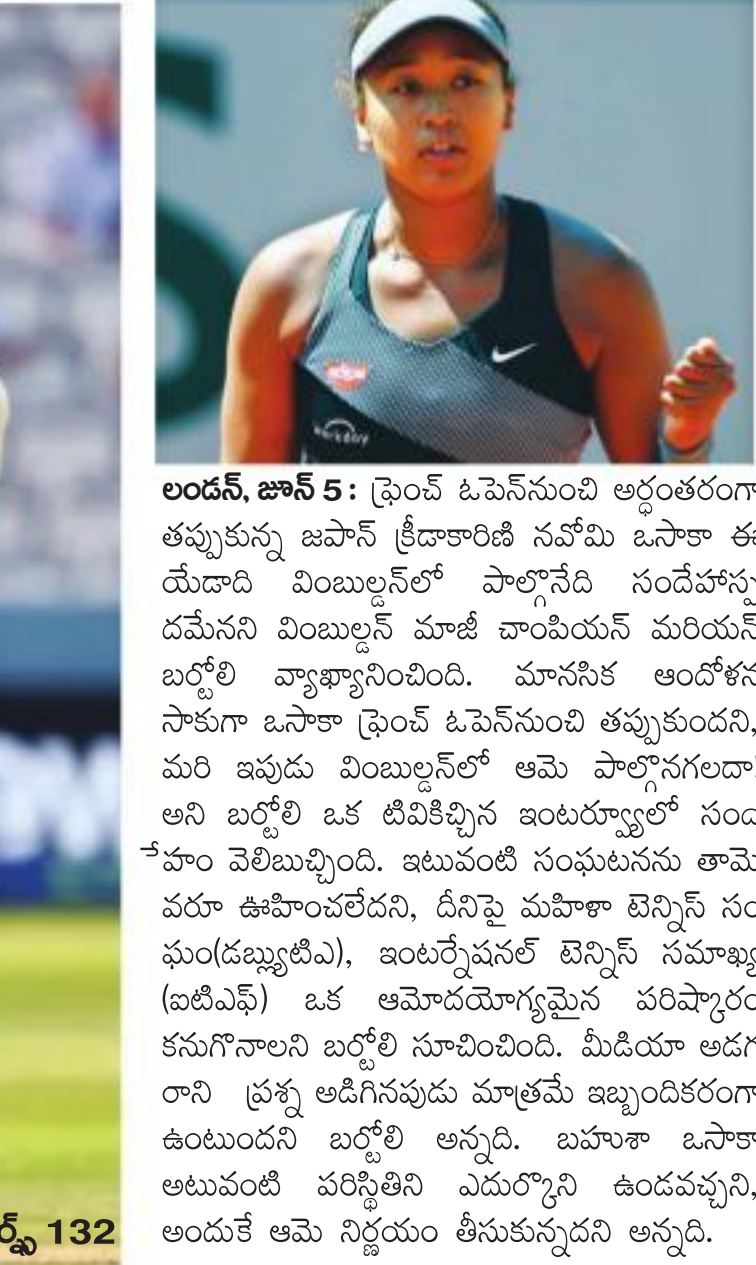 లండన్, జూన్ 5: ఫ్రెంచ్ ఓపెన్‌నుంచి అర్ధంతరంగా
తప్పుకున్న జపాన్ క్రీడాకారిణి నవోమి ఒసాకా ఈ
యేడాది వింబుల్డన్‌లో పాల్గొనేది సందేహాస్ప
దమేనని వింబుల్డన్ మాజీ చాంపియన్ మరియన్
బర్టోలి వ్యాఖ్యానించింది. మానసిక ఆందోళన
సాకుగా ఒసాకా ఫ్రెంచ్ ఓపెన్‌నుంచి తప్పుకుందని,
మరి ఇపుడు వింబుల్డన్‌లో ఆమె పాల్గొనగలదా?
అని బర్టోలి ఒక టివికిచ్చిన ఇంటర్వ్యూలో సంద
ేహం వెలిబుచ్చింది. ఇటువంటి సంఘటనను తామె
వరూ ఊహించలేదని, దీనిపై మహిళా టెన్నిస్ సం
ఘం(డబ్ల్యుటిఎ), ఇంటర్నేషనల్ టెన్నిస్ సమాఖ్య
(ఐటిఎఫ్) ఒక ఆమోదయోగ్యమైన పరిష్కారం
కనుగొనాలని బర్టోలి సూచించింది. మీడియా అడగ
రాని ప్రశ్న అడిగినపుడు మాత్రమే ఇబ్బందికరంగా
ఉంటుందని బర్టోలి అన్నది. బహుశా ఒసాకా
అటువంటి పరిస్థితిని ఎదుర్కొని ఉండవచ్చని,
అందుకే ఆమె నిర్ణయం తీసుకున్నదని అన్నది.
132